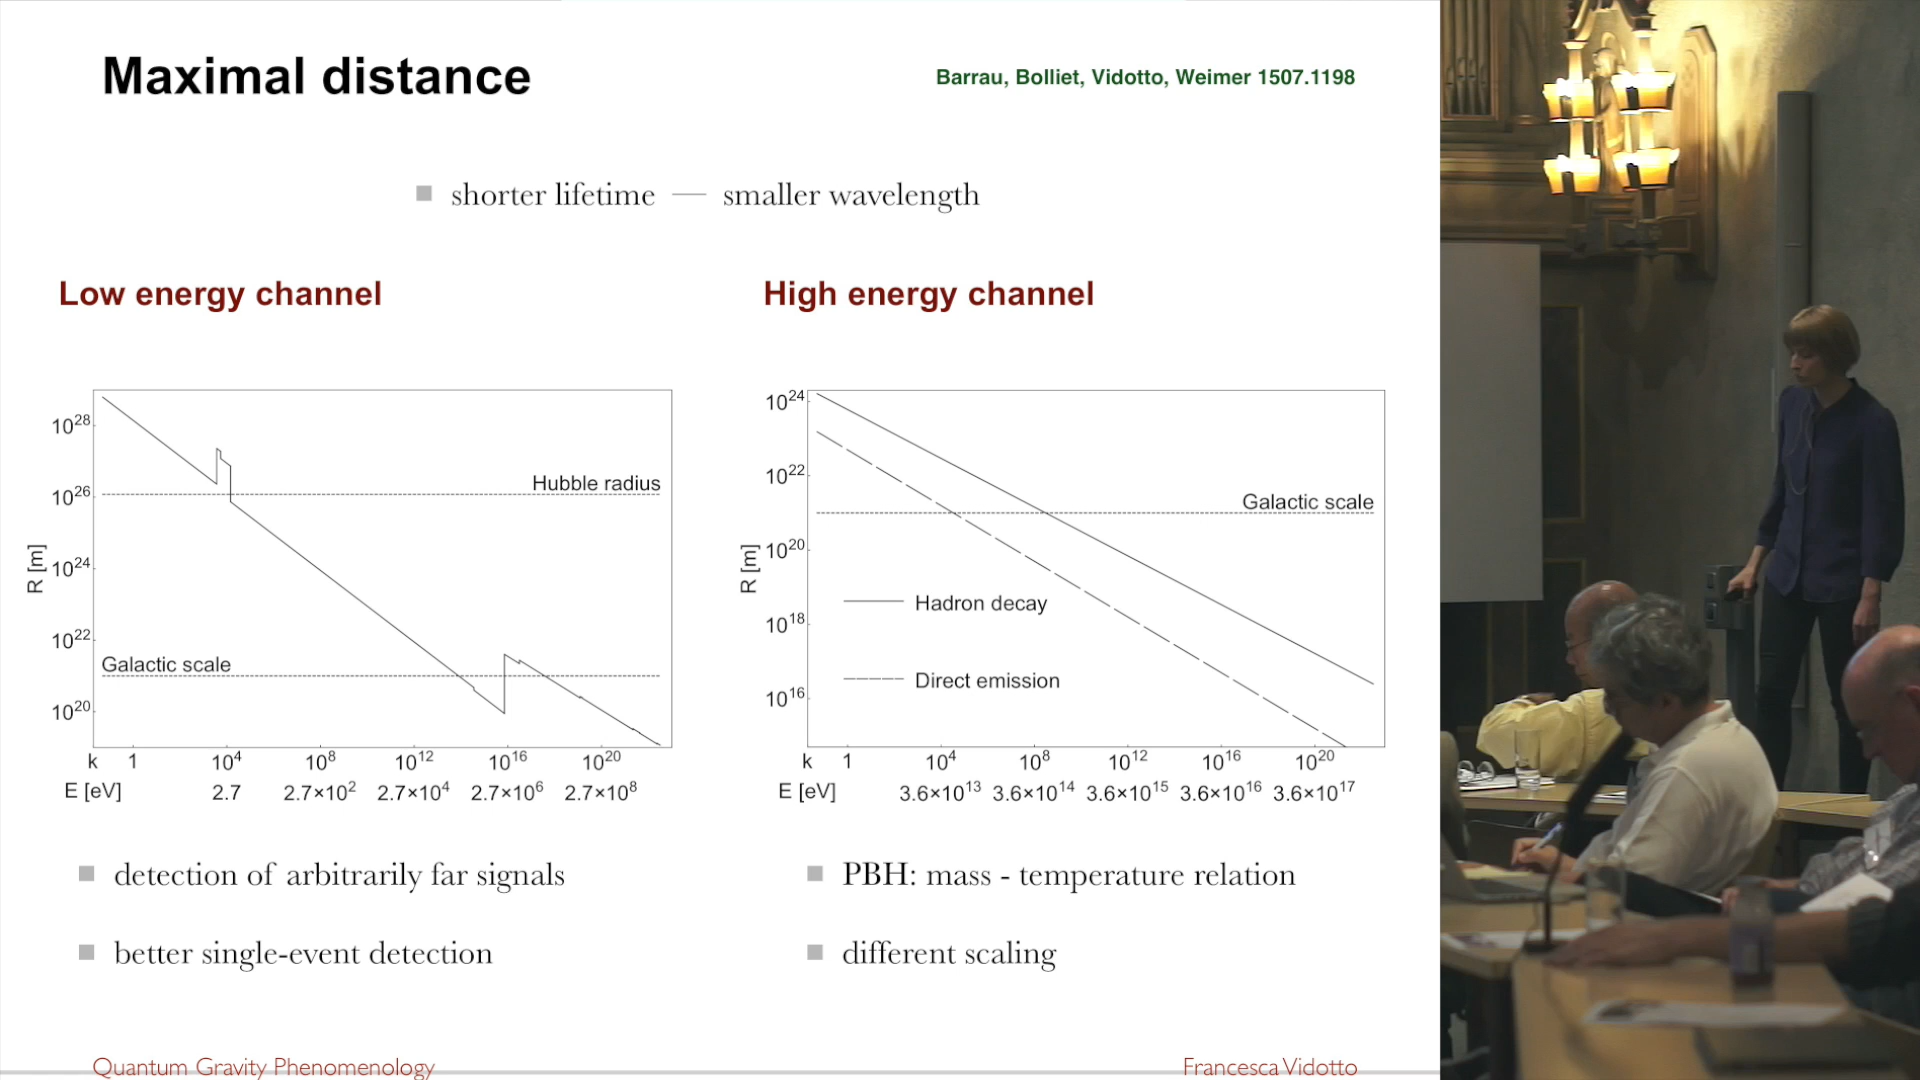 Maximal distance
Barrau, Bolliet, Vidotto, Weimer 1507.1198
shorter lifetime — smaller wavelength
Low energy channel
High energy channel
10²⁸
10²⁶
10²⁴
10²²
10²⁰
R [m]
Hubble radius
Galactic scale
k 1 10⁴ 10⁸ 10¹² 10¹⁶ 10²⁰
E [eV] 2.7 2.7×10² 2.7×10⁴ 2.7×10⁶ 2.7×10⁸
10²⁴
10²²
10²⁰
10¹⁸
10¹⁶
R [m]
Galactic scale
Hadron decay
Direct emission
k 1 10⁴ 10⁸ 10¹² 10¹⁶ 10²⁰
E [eV] 3.6×10¹³ 3.6×10¹⁴ 3.6×10¹⁵ 3.6×10¹⁶ 3.6×10¹⁷
detection of arbitrarily far signals
better single-event detection
PBH: mass - temperature relation
different scaling
Quantum Gravity Phenomenology
Francesca Vidotto